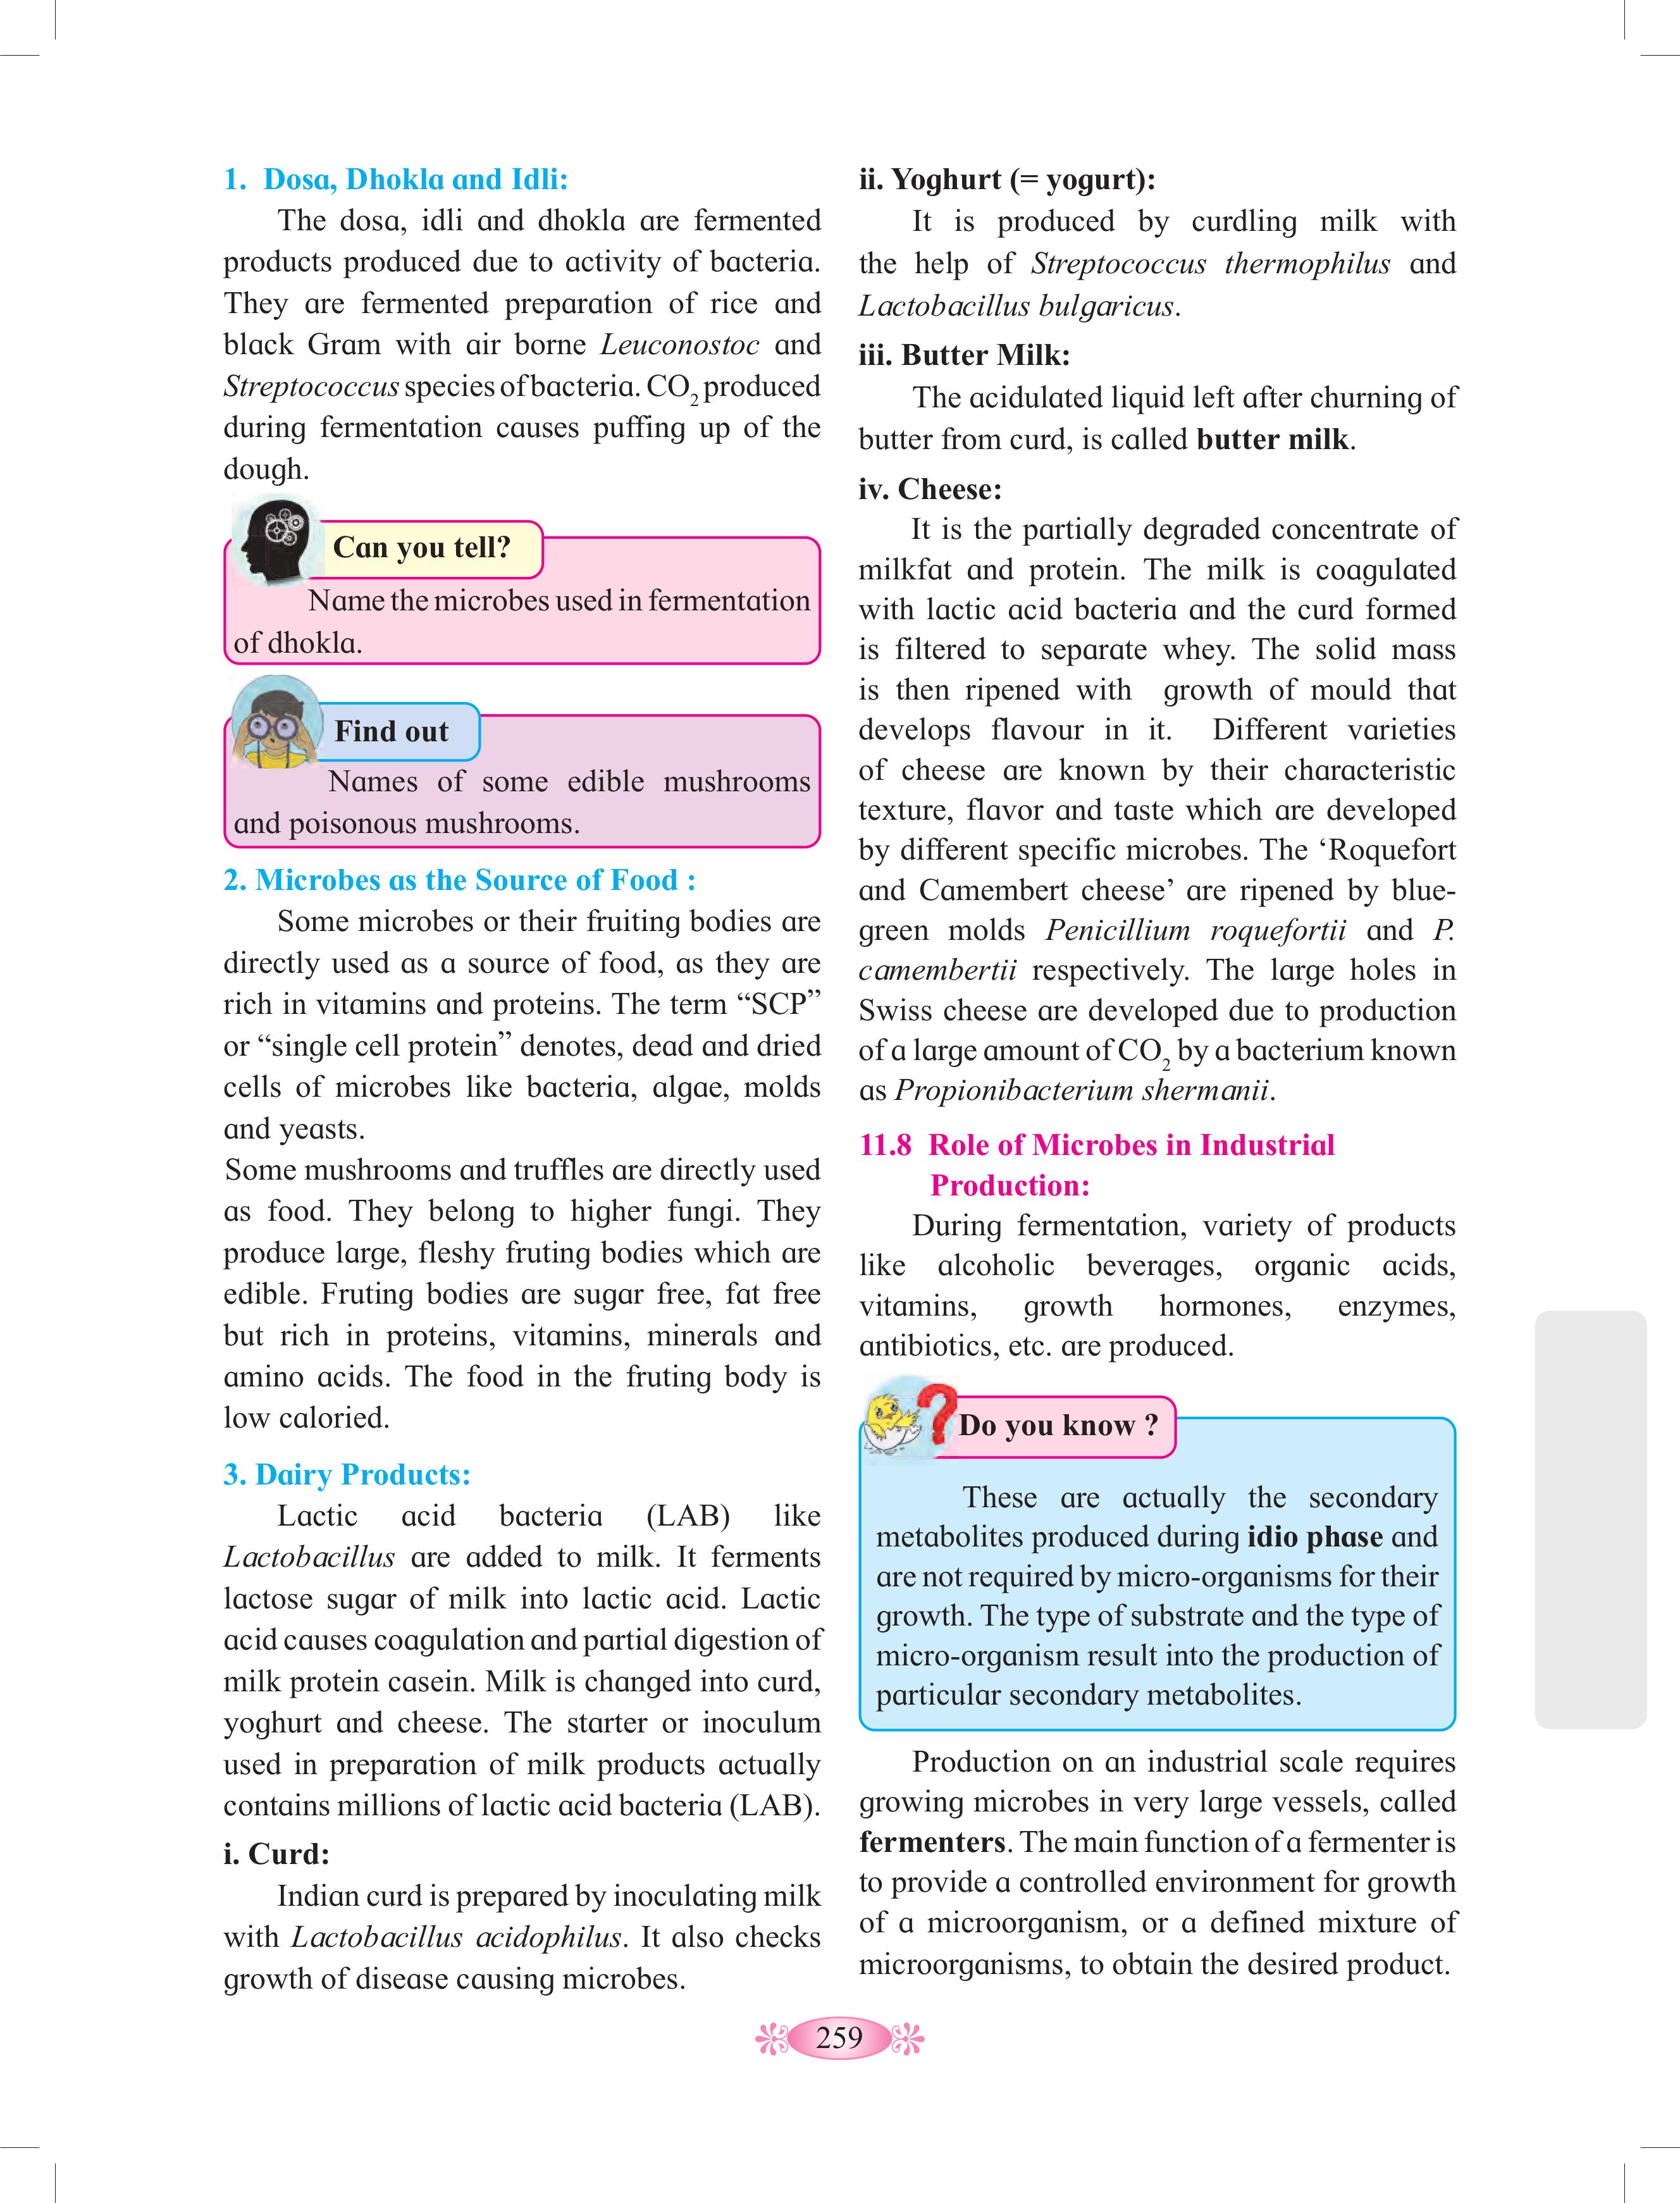 1. Dosa, Dhokla and Idli:
The dosa, idli and dhokla are fermented
products produced due to activity of bacteria.
They are fermented preparation of rice and
black Gram with air borne Leuconostoc and
Streptococcus species of bacteria. CO₂ produced
during fermentation causes puffing up of the
dough.
Can you tell?
Name the microbes used in fermentation
of dhokla.
Find out
Names of some edible mushrooms
and poisonous mushrooms.
2. Microbes as the Source of Food :
Some microbes or their fruiting bodies are
directly used as a source of food, as they are
rich in vitamins and proteins. The term “SCP”
or “single cell protein” denotes, dead and dried
cells of microbes like bacteria, algae, molds
and yeasts.
Some mushrooms and truffles are directly used
as food. They belong to higher fungi. They
produce large, fleshy fruting bodies which are
edible. Fruting bodies are sugar free, fat free
but rich in proteins, vitamins, minerals and
amino acids. The food in the fruting body is
low caloried.
3. Dairy Products:
Lactic acid bacteria (LAB) like
Lactobacillus are added to milk. It ferments
lactose sugar of milk into lactic acid. Lactic
acid causes coagulation and partial digestion of
milk protein casein. Milk is changed into curd,
yoghurt and cheese. The starter or inoculum
used in preparation of milk products actually
contains millions of lactic acid bacteria (LAB).
i. Curd:
Indian curd is prepared by inoculating milk
with Lactobacillus acidophilus. It also checks
growth of disease causing microbes.
ii. Yoghurt (= yogurt):
It is produced by curdling milk with
the help of Streptococcus thermophilus and
Lactobacillus bulgaricus.
iii. Butter Milk:
The acidulated liquid left after churning of
butter from curd, is called butter milk.
iv. Cheese:
It is the partially degraded concentrate of
milkfat and protein. The milk is coagulated
with lactic acid bacteria and the curd formed
is filtered to separate whey. The solid mass
is then ripened with growth of mould that
develops flavour in it. Different varieties
of cheese are known by their characteristic
texture, flavor and taste which are developed
by different specific microbes. The ‘Roquefort
and Camembert cheese’ are ripened by blue-
green molds Penicillium roquefortii and P.
camembertii respectively. The large holes in
Swiss cheese are developed due to production
of a large amount of CO₂ by a bacterium known
as Propionibacterium shermanii.
11.8 Role of Microbes in Industrial
Production:
During fermentation, variety of products
like alcoholic beverages, organic acids,
vitamins, growth hormones, enzymes,
antibiotics, etc. are produced.
Do you know ?
These are actually the secondary
metabolites produced during idio phase and
are not required by micro-organisms for their
growth. The type of substrate and the type of
micro-organism result into the production of
particular secondary metabolites.
Production on an industrial scale requires
growing microbes in very large vessels, called
fermenters. The main function of a fermenter is
to provide a controlled environment for growth
of a microorganism, or a defined mixture of
microorganisms, to obtain the desired product.
259